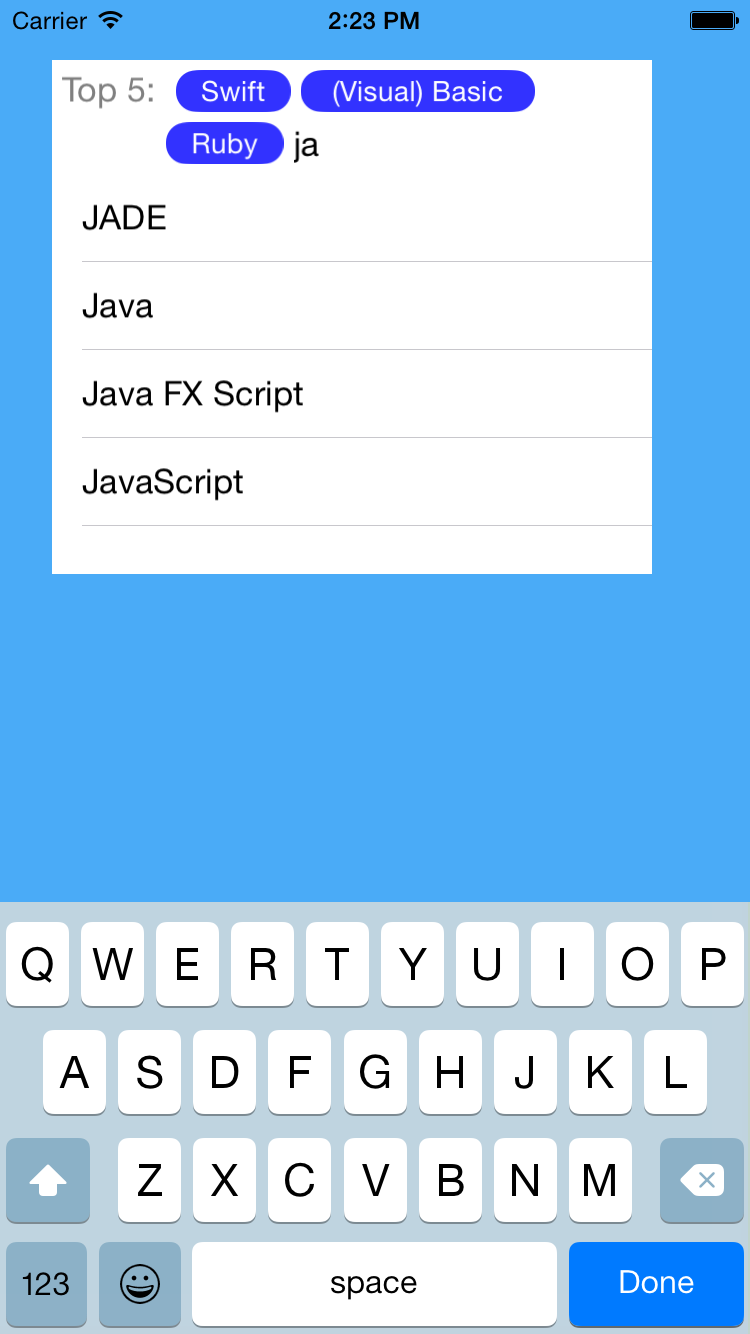 Carrier 2:23 PM
Top 5: Swift (Visual) Basic
Ruby ja
JADE
Java
Java FX Script
JavaScript
Q W E R T Y U I O P
A S D F G H J K L
Z X C V B N M
123 space Done